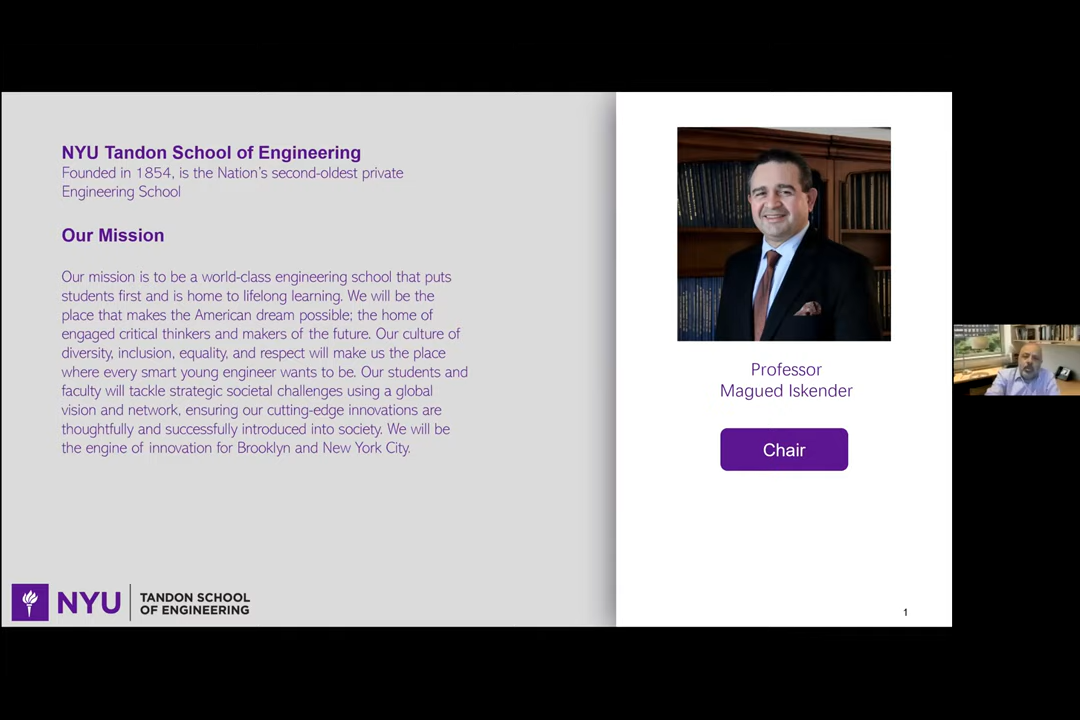 NYU Tandon School of Engineering
Founded in 1854, is the Nation's second-oldest private
Engineering School
Our Mission
Our mission is to be a world-class engineering school that puts
students first and is home to lifelong learning. We will be the
place that makes the American dream possible; the home of
engaged critical thinkers and makers of the future. Our culture of
diversity, inclusion, equality, and respect will make us the place
where every smart young engineer wants to be. Our students and
faculty will tackle strategic societal challenges using a global
vision and network, ensuring our cutting-edge innovations are
thoughtfully and successfully introduced into society. We will be
the engine of innovation for Brooklyn and New York City.
NYU
TANDON SCHOOL
OF ENGINEERING
Professor
Magued Iskender
Chair
1